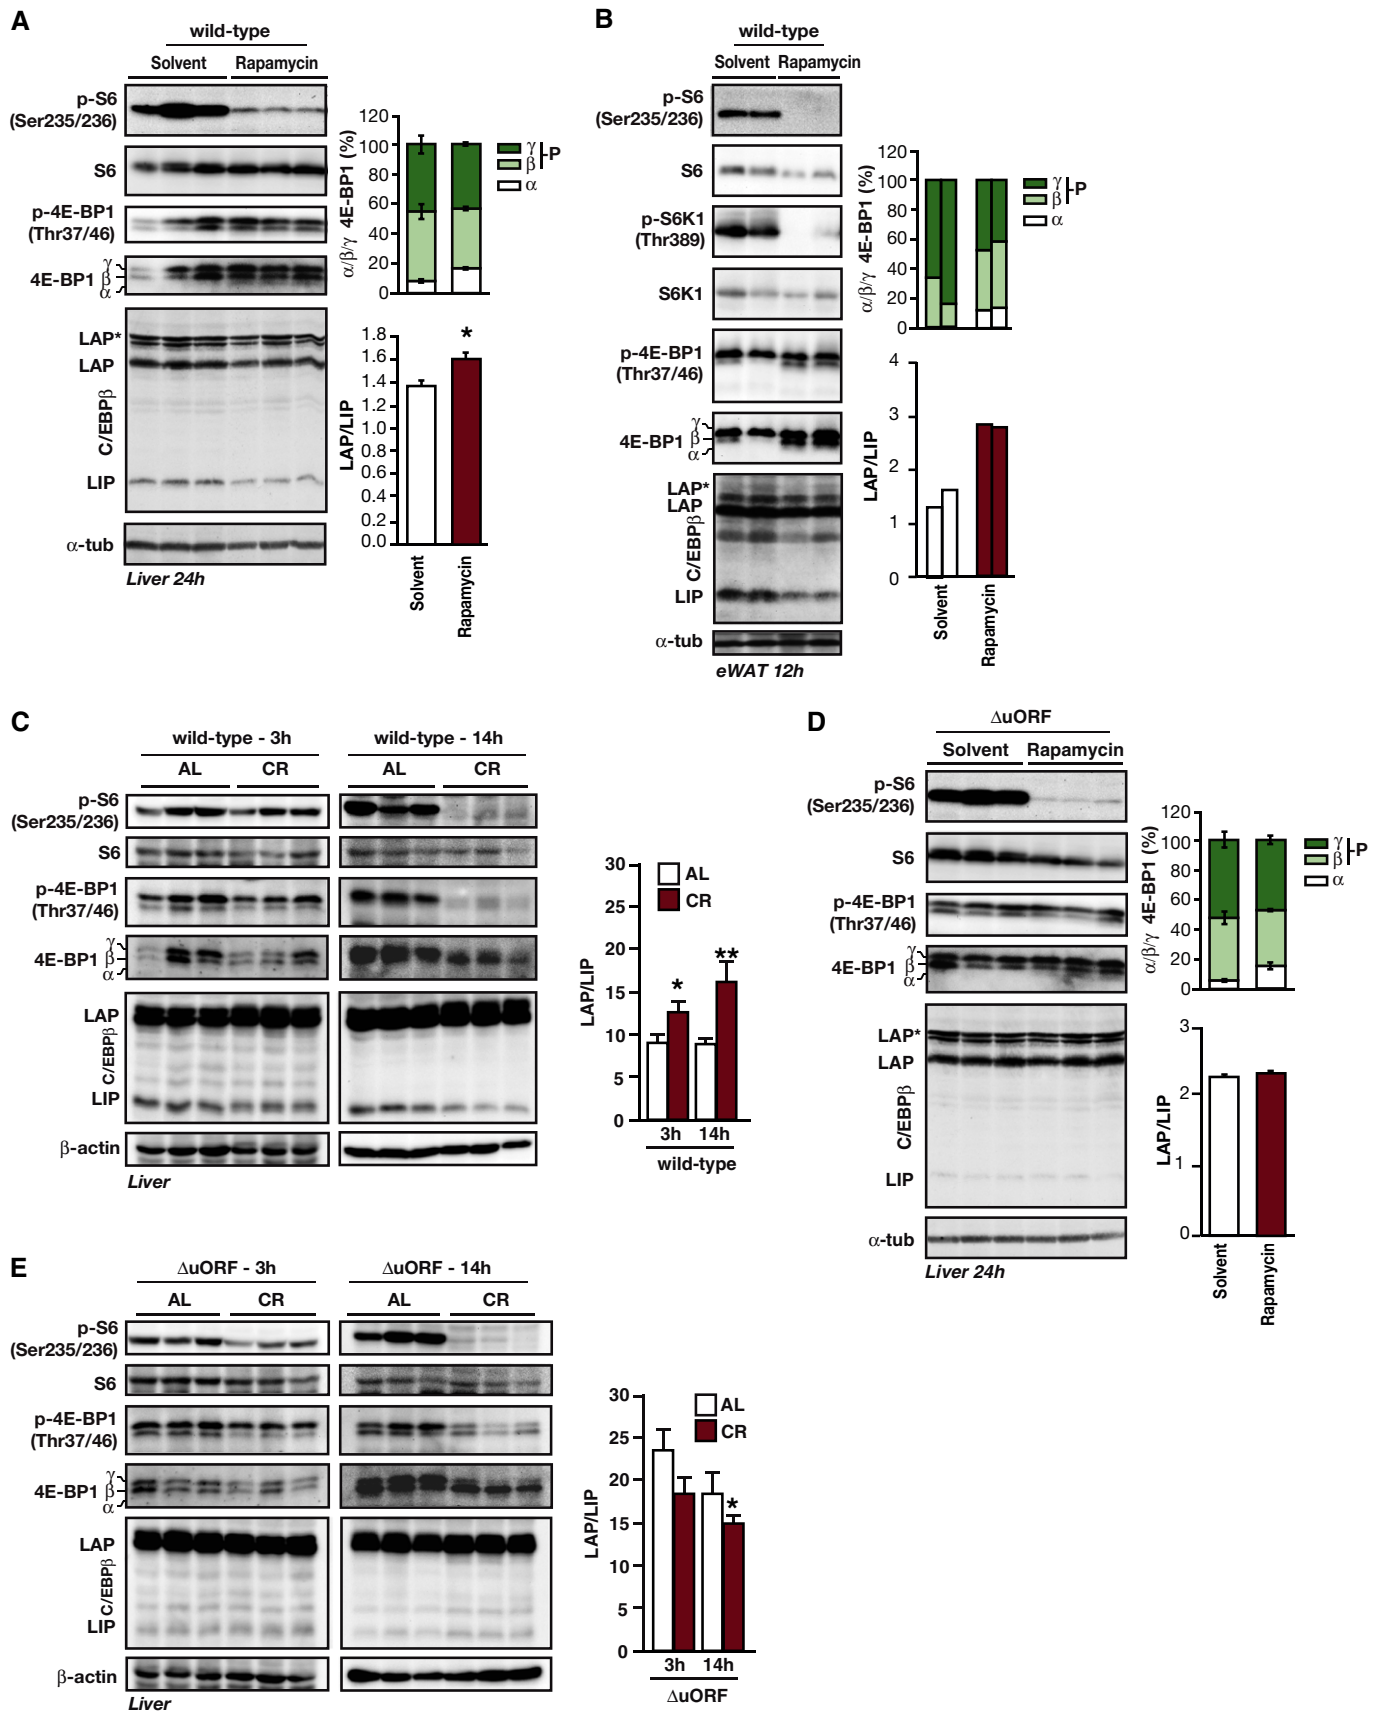 A
wild-type
Solvent Rapamycin
p-S6
(Ser235/236)
S6
p-4E-BP1
(Thr37/46)
γ
4E-BP1 β
α
LAP*
LAP
C/EBPβ
LIP
α-tub
Liver 24h
α/β/γ 4E-BP1 (%)
120
100
80
60
40
20
0
γ
β
P
α
LAP/LIP
1.8
1.6
1.4
1.2
1.0
0.8
0.6
0.4
0.2
0.0
*
Solvent
Rapamycin
B
wild-type
Solvent Rapamycin
p-S6
(Ser235/236)
S6
p-S6K1
(Thr389)
S6K1
p-4E-BP1
(Thr37/46)
γ
4E-BP1 β
α
LAP*
LAP
C/EBPβ
LIP
α-tub
eWAT 12h
α/β/γ 4E-BP1 (%)
120
100
80
60
40
20
0
γ
β
P
α
LAP/LIP
4
3
2
1
0
Solvent
Rapamycin
C
wild-type - 3h wild-type - 14h
AL CR AL CR
p-S6
(Ser235/236)
S6
p-4E-BP1
(Thr37/46)
γ
4E-BP1 β
α
LAP
C/EBPβ
LIP
β-actin
Liver
LAP/LIP
30
25
20
15
10
5
0
AL
CR
*
**
3h 14h
wild-type
D
ΔuORF
Solvent Rapamycin
p-S6
(Ser235/236)
S6
p-4E-BP1
(Thr37/46)
γ
4E-BP1 β
α
LAP*
LAP
C/EBPβ
LIP
α-tub
Liver 24h
α/β/γ 4E-BP1 (%)
120
100
80
60
40
20
0
γ
β
P
α
LAP/LIP
3
2
1
0
Solvent
Rapamycin
E
ΔuORF - 3h ΔuORF - 14h
AL CR AL CR
p-S6
(Ser235/236)
S6
p-4E-BP1
(Thr37/46)
γ
4E-BP1 β
α
LAP
C/EBPβ
LIP
β-actin
Liver
LAP/LIP
30
25
20
15
10
5
0
AL
CR
*
3h 14h
ΔuORF